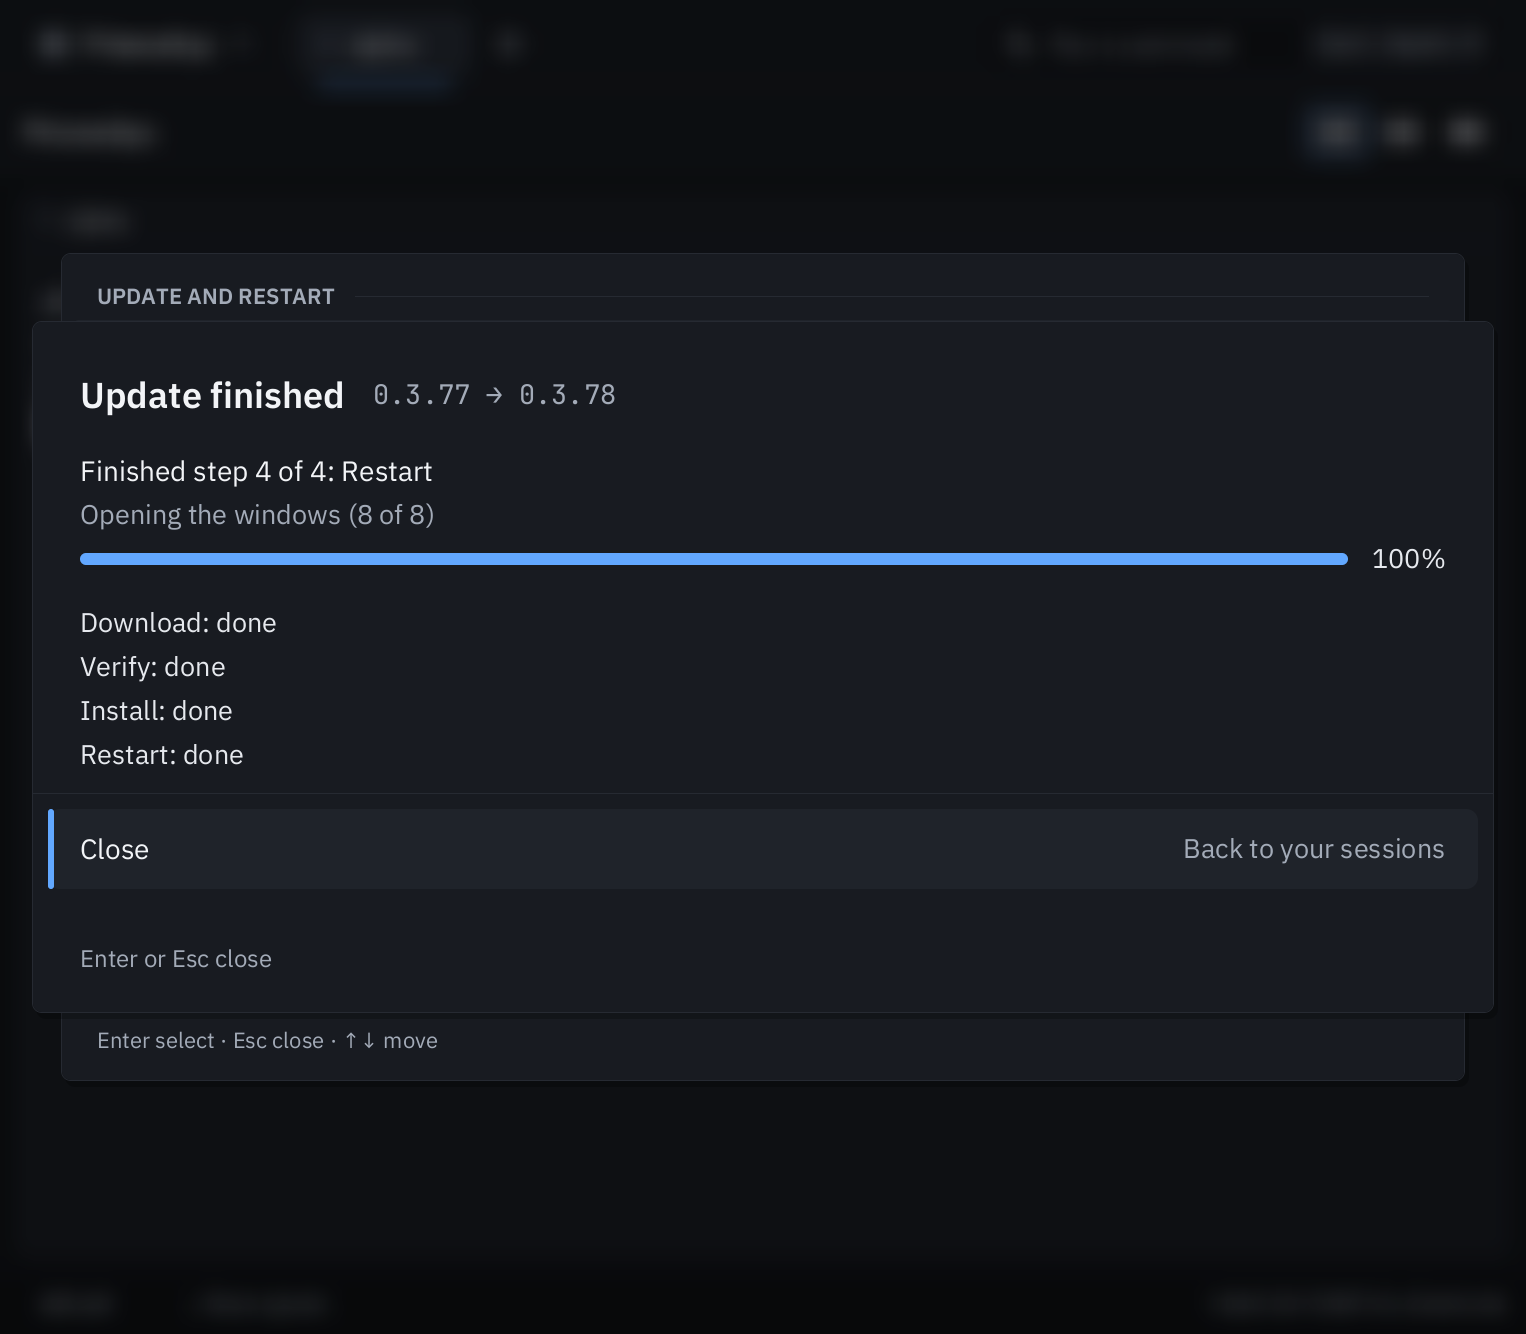 UPDATE AND RESTART
Update finished 0.3.77 → 0.3.78
Finished step 4 of 4: Restart
Opening the windows (8 of 8)
100%
Download: done
Verify: done
Install: done
Restart: done
Close Back to your sessions
Enter or Esc close
Enter select · Esc close · ↑↓ move